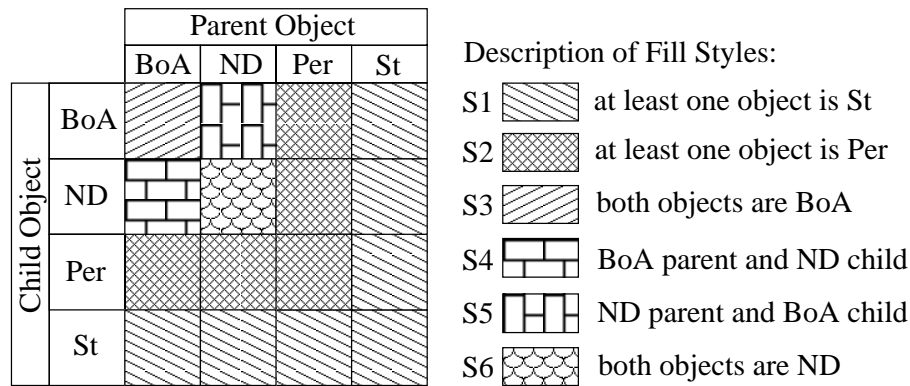 Parent Object
BoA ND Per St
Child Object
BoA
ND
Per
St
Description of Fill Styles:
S1 at least one object is St
S2 at least one object is Per
S3 both objects are BoA
S4 BoA parent and ND child
S5 ND parent and BoA child
S6 both objects are ND